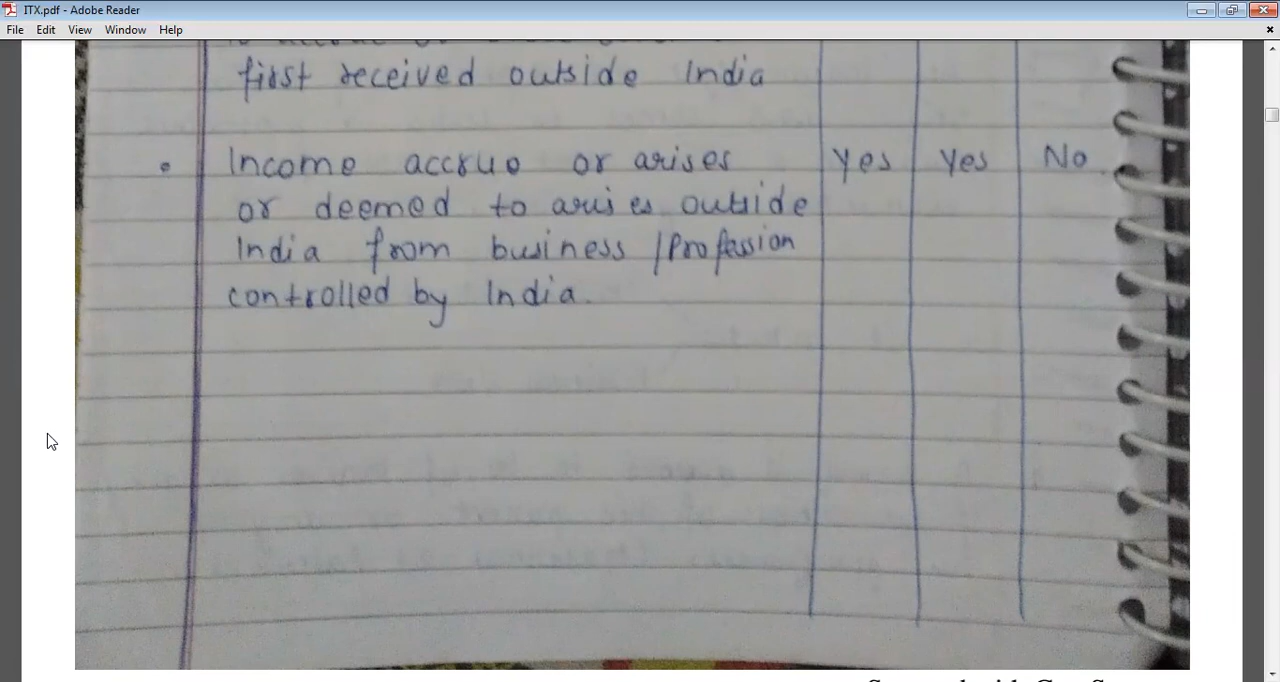 ITX.pdf - Adobe Reader
File Edit View Window Help
first received outside India
• Income accrue or arises Yes Yes No
or deemed to arises outside
India from business /Profession
controlled by India.